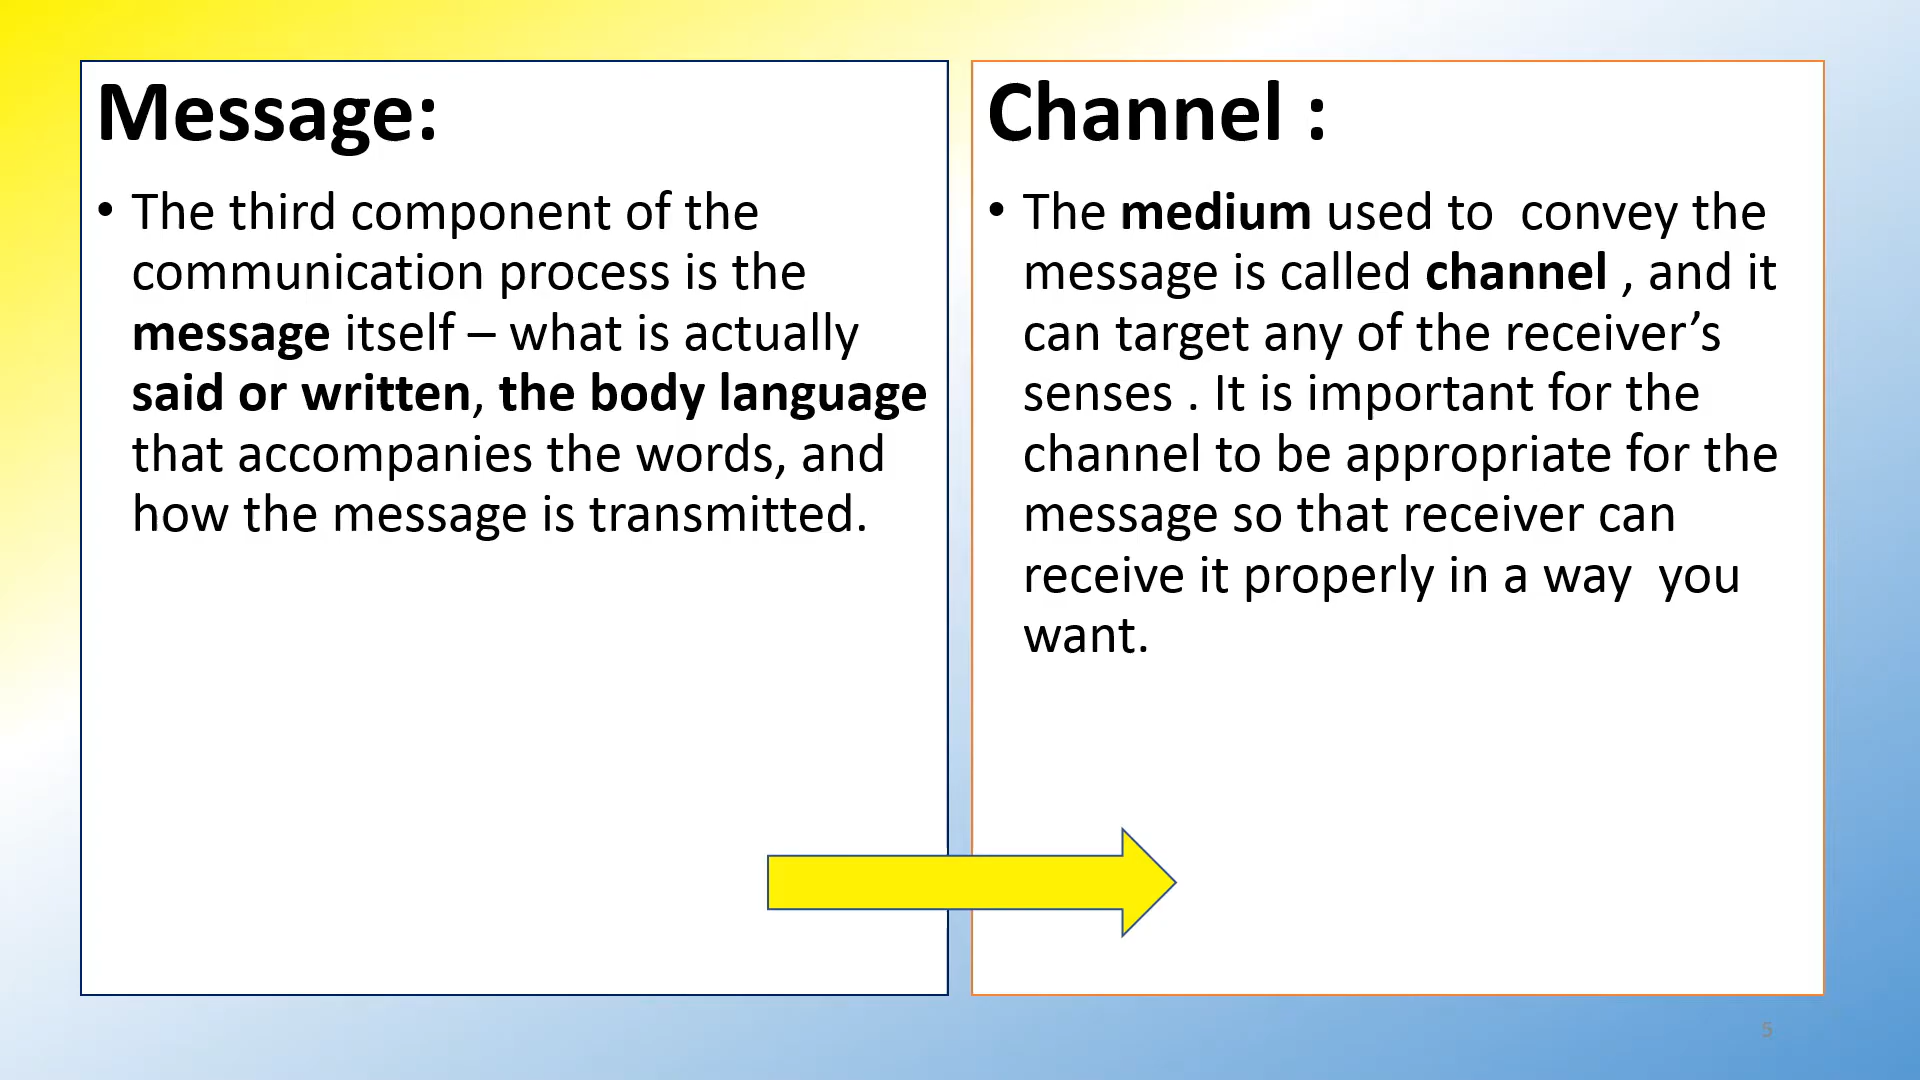 Message:
• The third component of the
communication process is the
message itself – what is actually
said or written, the body language
that accompanies the words, and
how the message is transmitted.
Channel :
• The medium used to  convey the
message is called channel , and it
can target any of the receiver’s
senses . It is important for the
channel to be appropriate for the
message so that receiver can
receive it properly in a way  you
want.
5